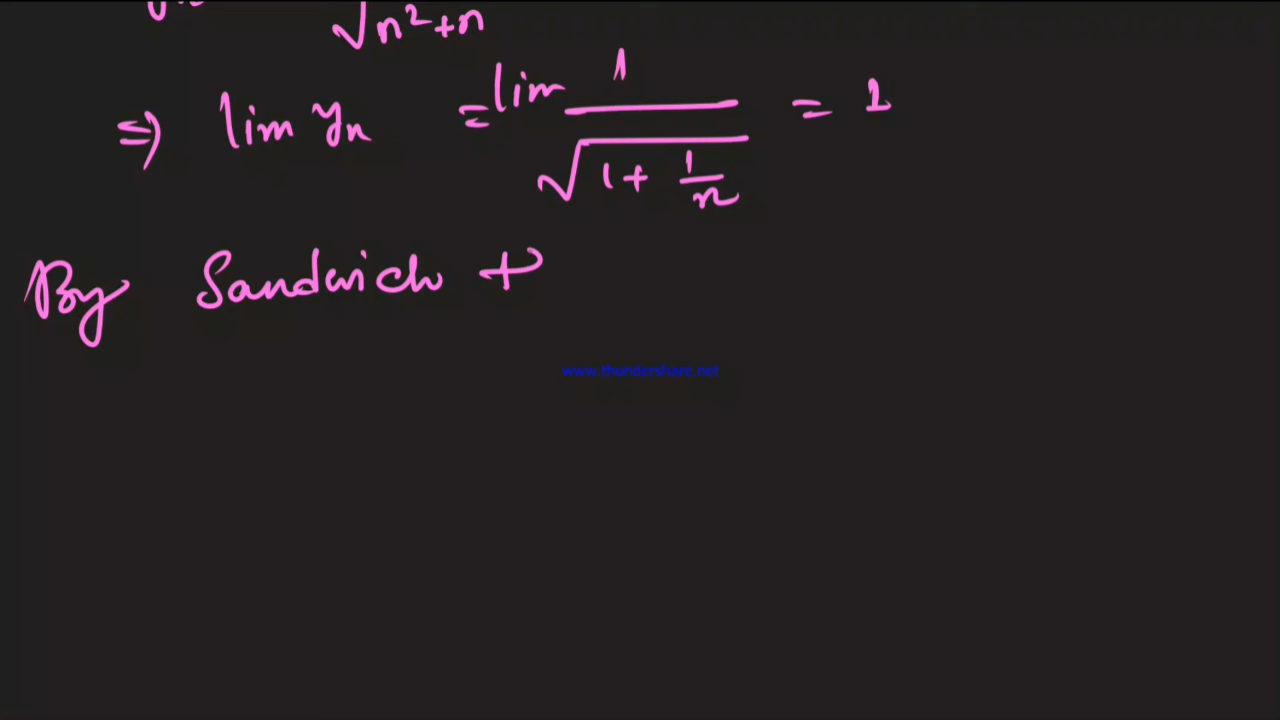 √n²+n
⇒ lim yn = lim 1/√(1 + 1/n) = 1
By Sandwich
www.thundershare.net